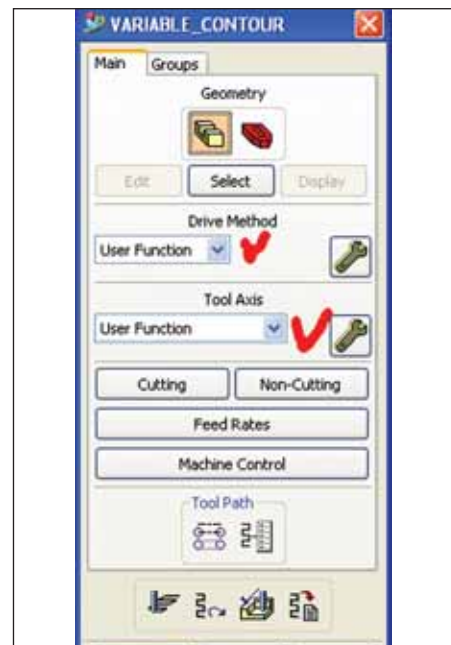 VARIABLE_CONTOUR
Main Groups
Geometry
Edit Select Display
Drive Method
User Function
Tool Axis
User Function
Cutting Non-Cutting
Feed Rates
Machine Control
Tool Path